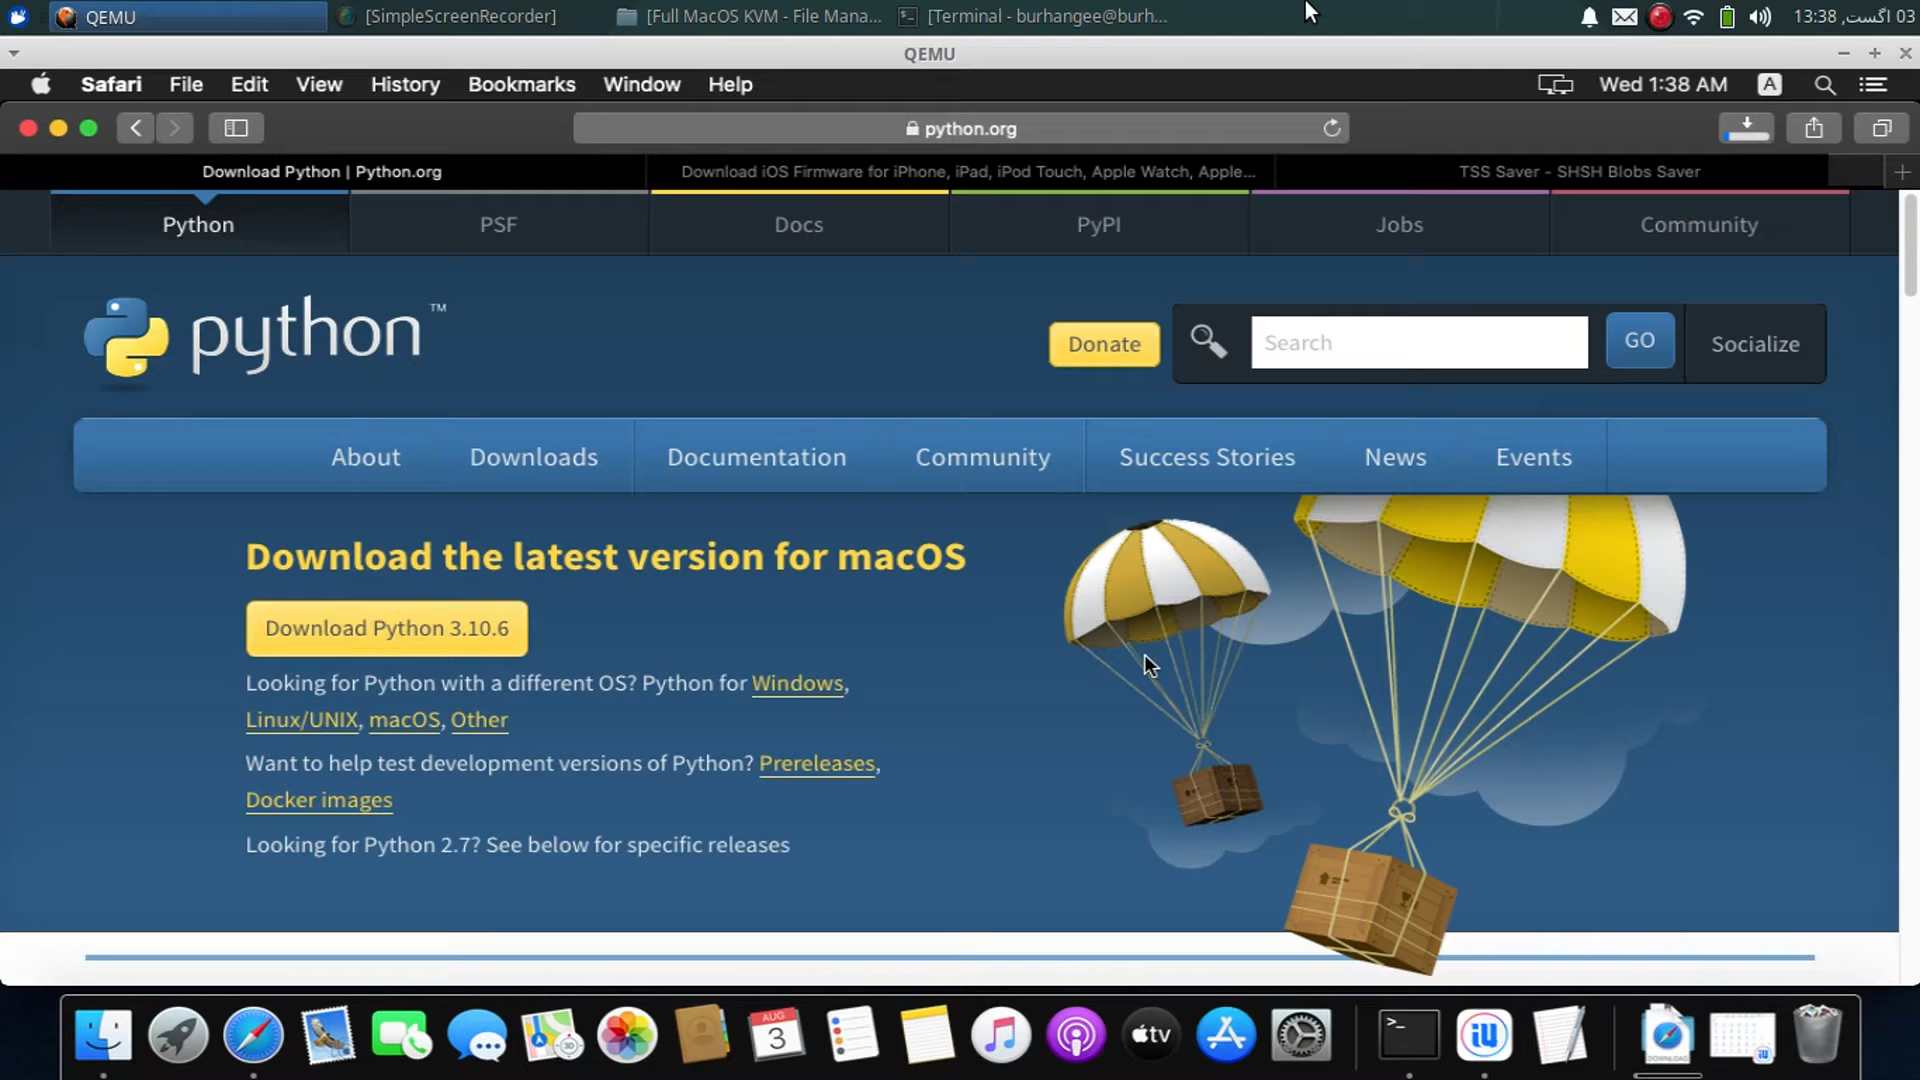 QEMU
[SimpleScreenRecorder]
[Full MacOS KVM - File Mana...
[Terminal - burhangee@burh...
03 اگست, 13:38
QEMU
Safari File Edit View History Bookmarks Window Help
Wed 1:38 AM
A
python.org
Download Python | Python.org
Download iOS Firmware for iPhone, iPad, iPod Touch, Apple Watch, Apple...
TSS Saver - SHSH Blobs Saver
Python PSF Docs PyPI Jobs Community
python™
Donate
Search
GO
Socialize
About Downloads Documentation Community Success Stories News Events
Download the latest version for macOS
Download Python 3.10.6
Looking for Python with a different OS? Python for Windows,
Linux/UNIX, macOS, Other
Want to help test development versions of Python? Prereleases,
Docker images
Looking for Python 2.7? See below for specific releases
AUG
3
tv
>_
iU
DOWNLOAD